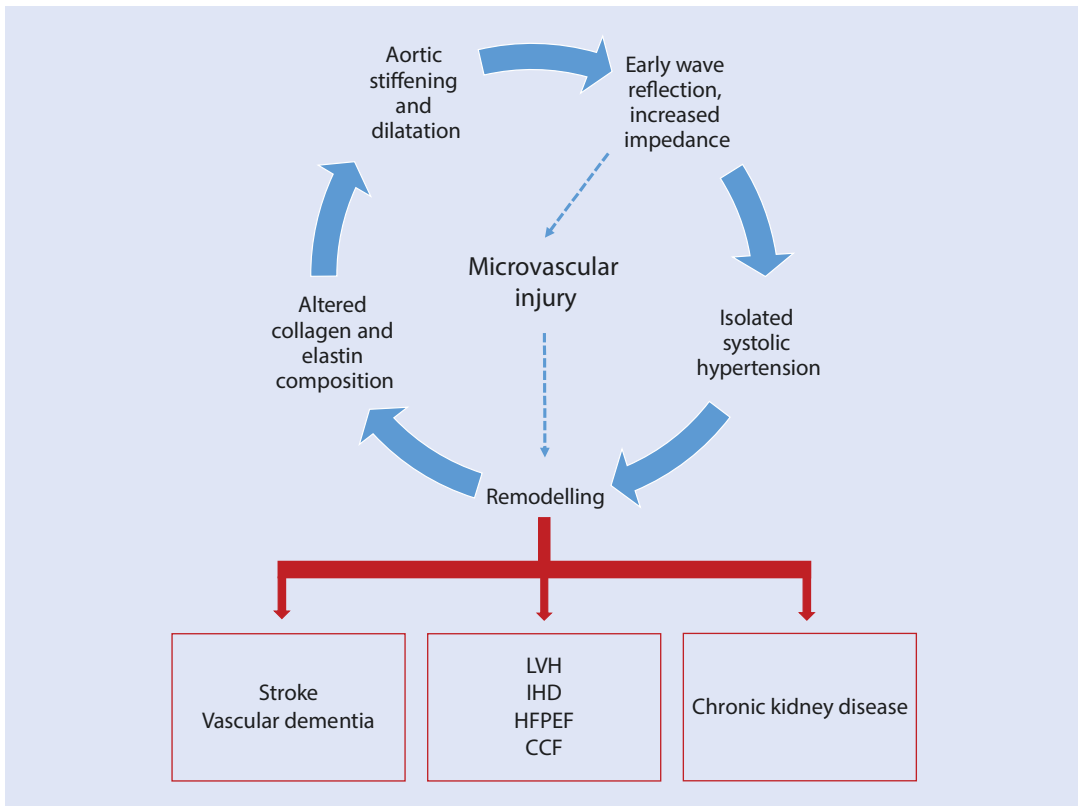 Aortic
stiffening
and
dilatation
Early wave
reflection,
increased
impedance
Microvascular
injury
Altered
collagen and
elastin
composition
Isolated
systolic
hypertension
Remodelling
Stroke
Vascular dementia
LVH
IHD
HFPEF
CCF
Chronic kidney disease